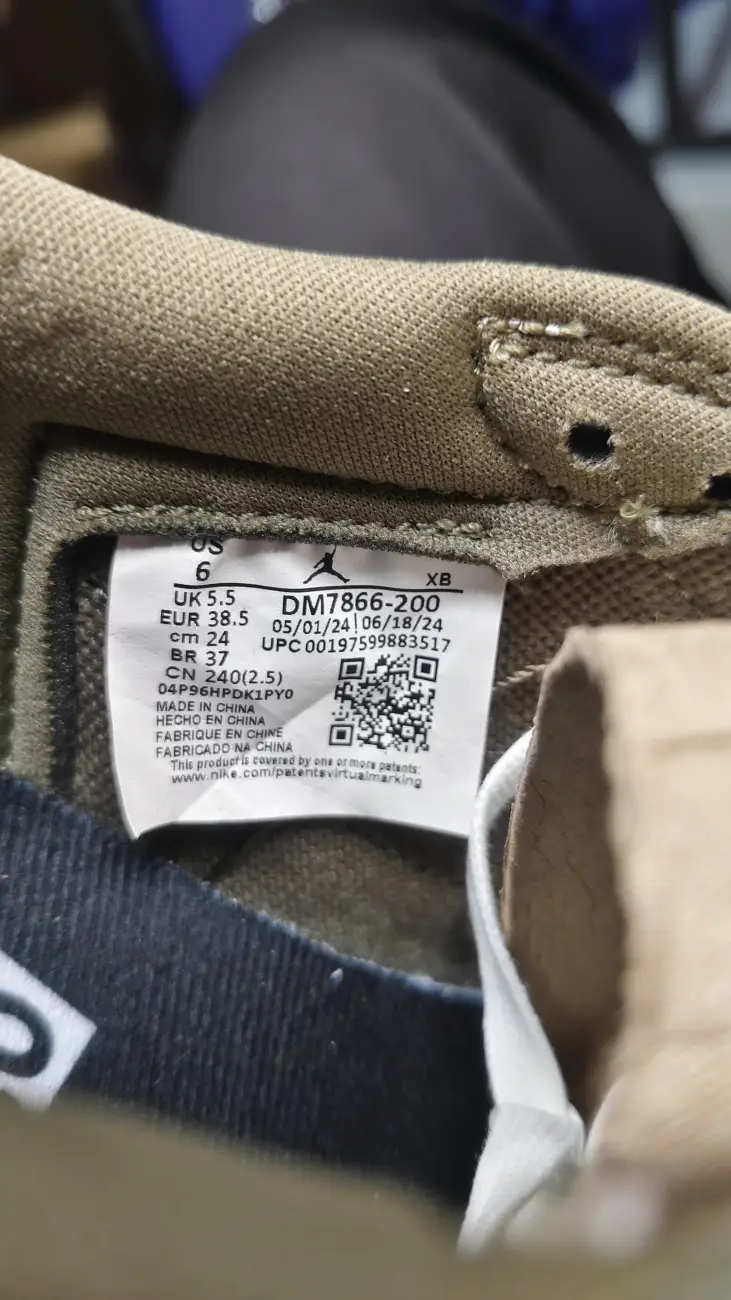 US
6
XB
UK 5.5
EUR 38.5
cm 24
BR 37
CN 240(2.5)
04P96HPDK1PY0
DM7866-200
05/01/24|06/18/24
UPC 00197599883517
MADE IN CHINA
HECHO EN CHINA
FABRIQUE EN CHINE
FABRICADO NA CHINA
This product is covered by one or more patents:
www.nike.com/patentsvirtualmarking